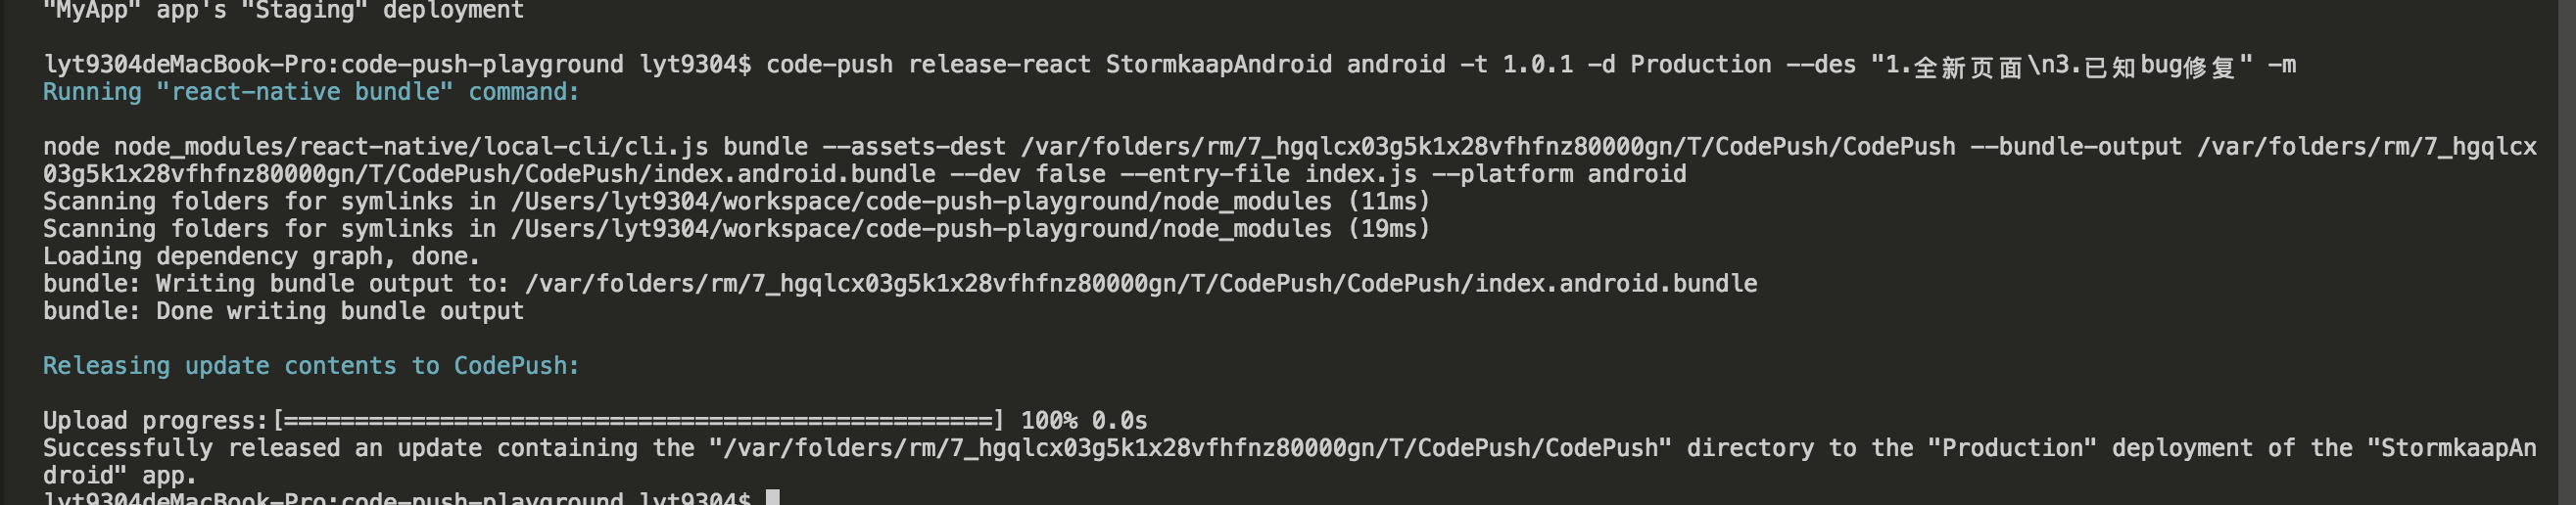 "MyApp" app's "Staging" deployment
lyt9304deMacBook-Pro:code-push-playground lyt9304$ code-push release-react StormkaapAndroid android -t 1.0.1 -d Production --des "1.全新页面\n3.已知bug修复" -m
Running "react-native bundle" command:
node node_modules/react-native/local-cli/cli.js bundle --assets-dest /var/folders/rm/7_hgqlcx03g5k1x28vfhfnz80000gn/T/CodePush/CodePush --bundle-output /var/folders/rm/7_hgqlcx
03g5k1x28vfhfnz80000gn/T/CodePush/CodePush/index.android.bundle --dev false --entry-file index.js --platform android
Scanning folders for symlinks in /Users/lyt9304/workspace/code-push-playground/node_modules (11ms)
Scanning folders for symlinks in /Users/lyt9304/workspace/code-push-playground/node_modules (19ms)
Loading dependency graph, done.
bundle: Writing bundle output to: /var/folders/rm/7_hgqlcx03g5k1x28vfhfnz80000gn/T/CodePush/CodePush/index.android.bundle
bundle: Done writing bundle output
Releasing update contents to CodePush:
Upload progress:[==================================================] 100% 0.0s
Successfully released an update containing the "/var/folders/rm/7_hgqlcx03g5k1x28vfhfnz80000gn/T/CodePush/CodePush" directory to the "Production" deployment of the "StormkaapAn
droid" app.
lyt9304deMacBook-Pro:code-push-playground lyt9304$